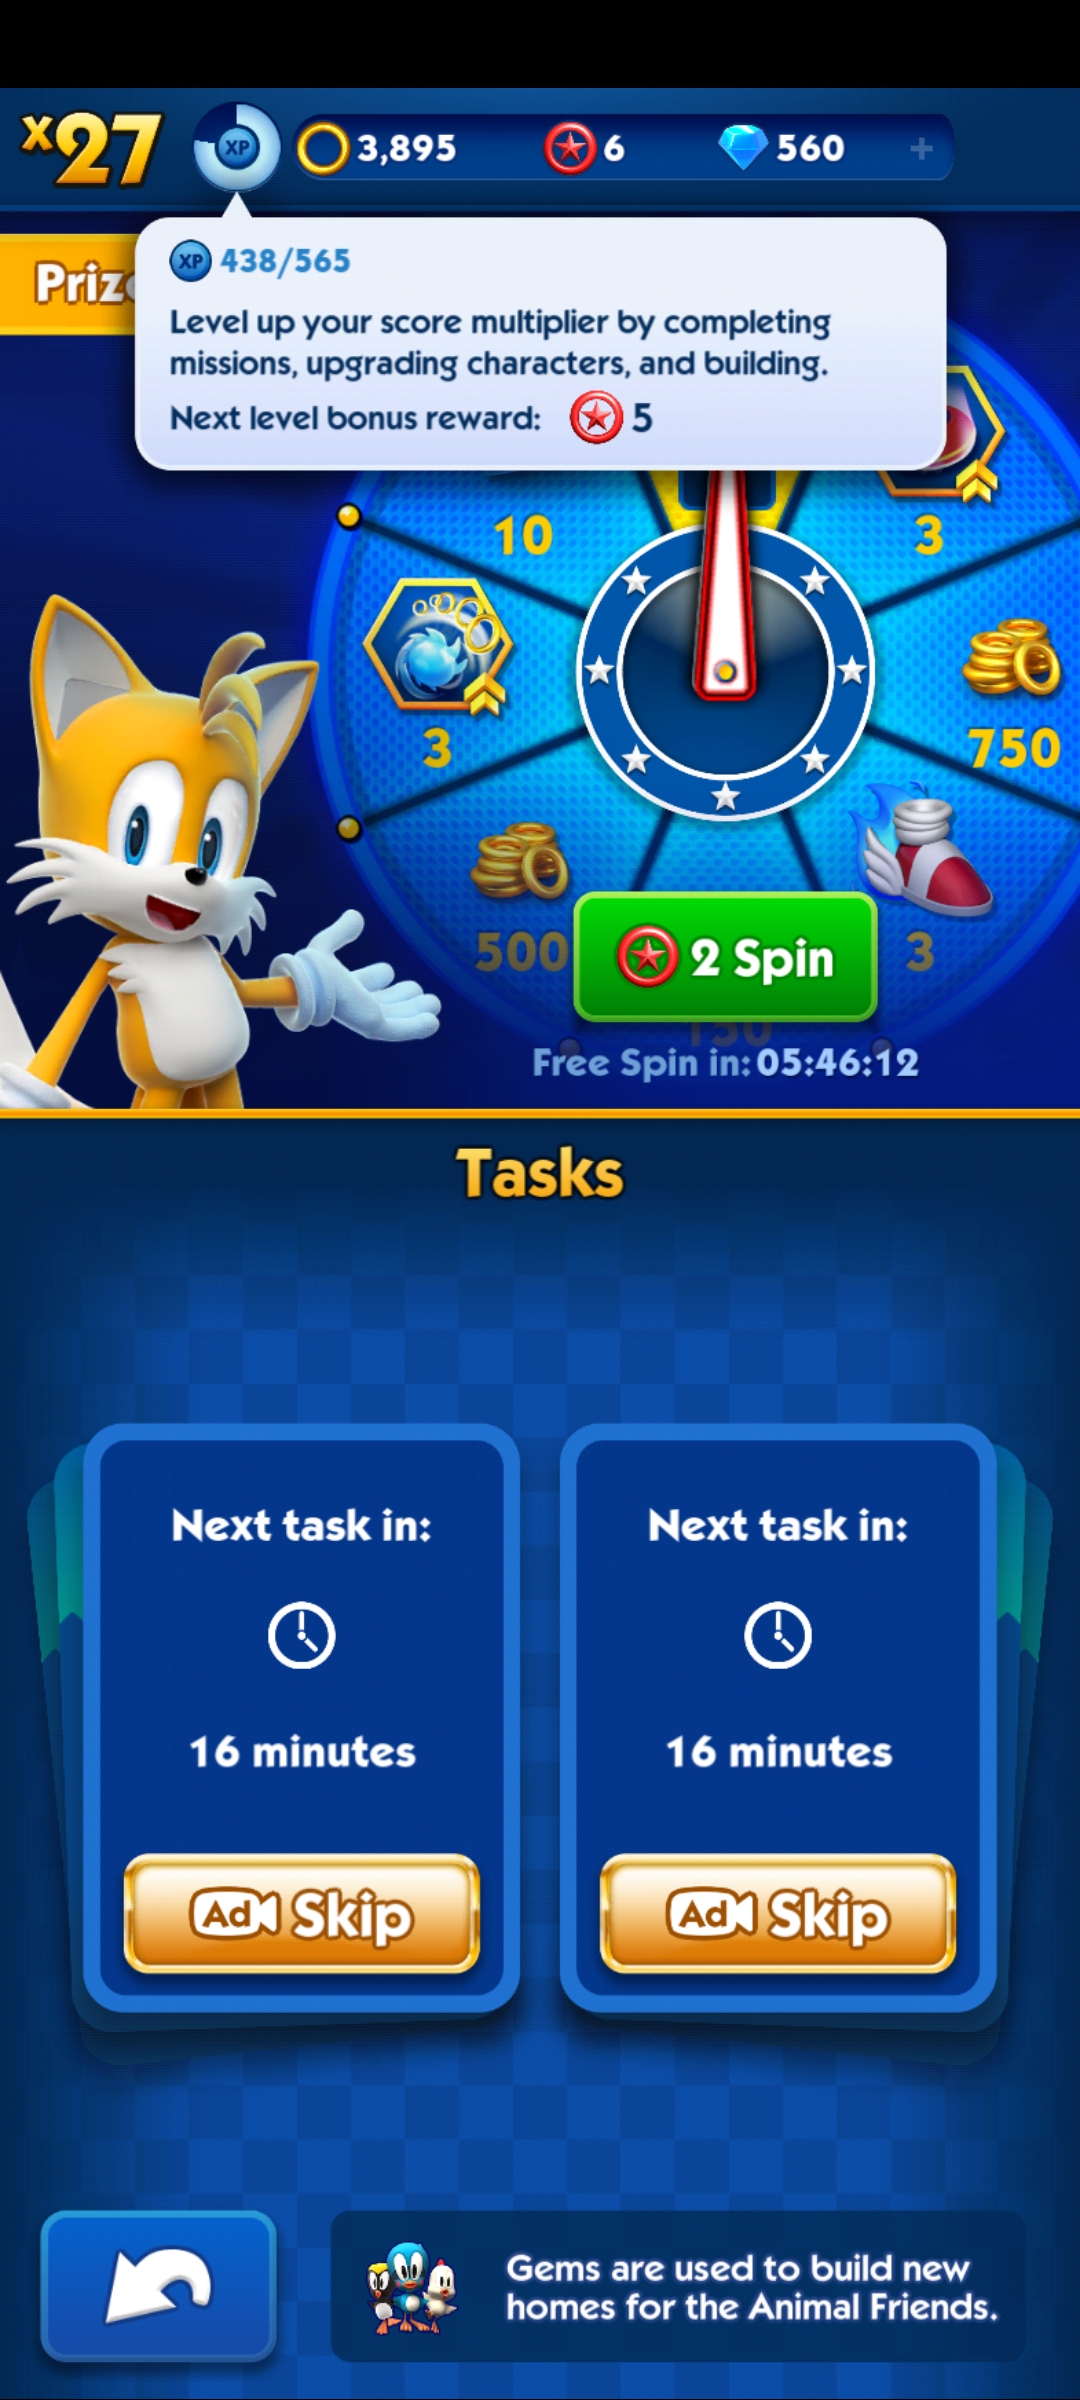 x27
XP
3,895
6
560
+
XP 438/565
Level up your score multiplier by completing
missions, upgrading characters, and building.
Next level bonus reward: 5
10
3
3
750
500
2 Spin
3
150
Free Spin in: 05:46:12
Tasks
Next task in:
16 minutes
Ad Skip
Next task in:
16 minutes
Ad Skip
Gems are used to build new
homes for the Animal Friends.